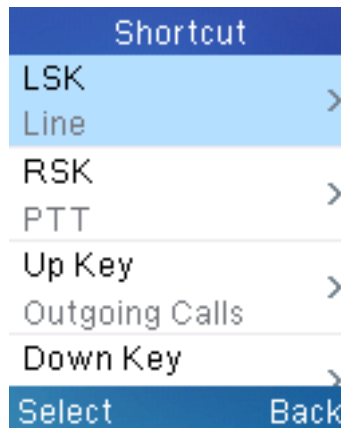 Shortcut
LSK
Line
RSK
PTT
Up Key
Outgoing Calls
Down Key
Select Back